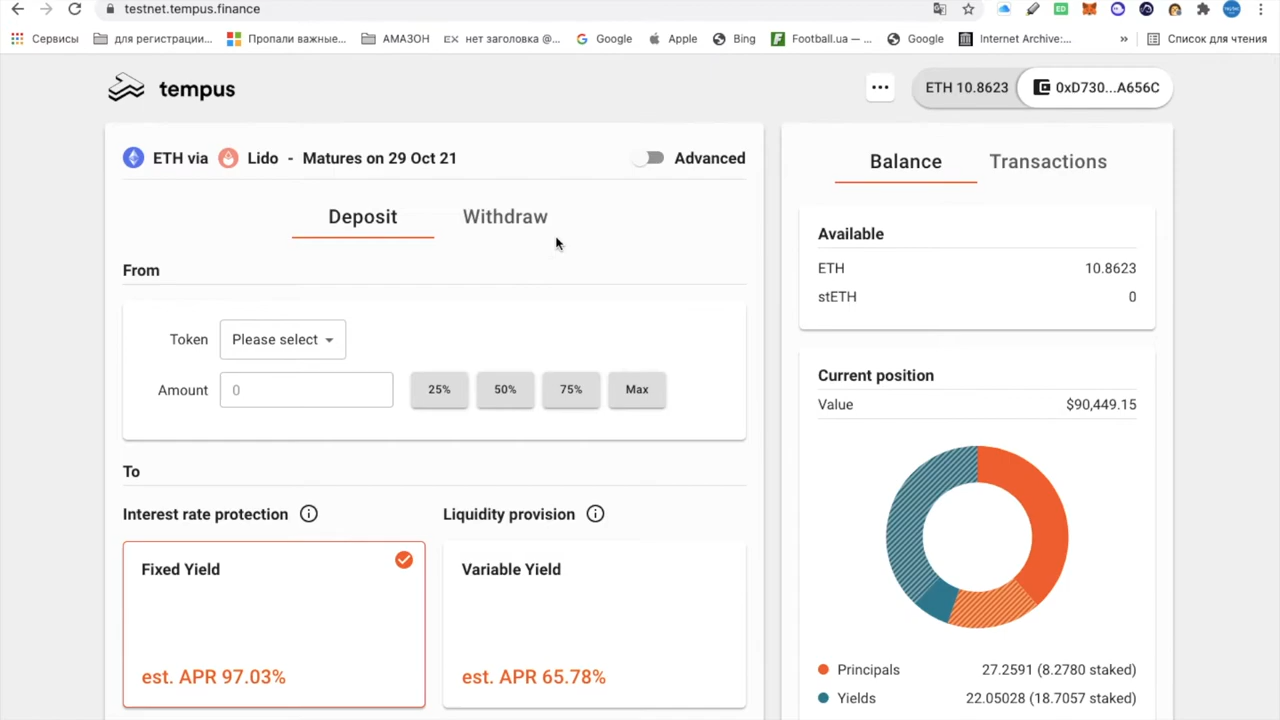 testnet.tempus.finance
Сервисы для регистрации... Пропали важные... АМАЗОН нет заголовка @... Google Apple Bing Football.ua — ... Google Internet Archive:... » Список для чтения
tempus
ETH 10.8623 0xD730...A656C
ETH via Lido - Matures on 29 Oct 21
Advanced
Deposit Withdraw
From
Token Please select
Amount 0 25% 50% 75% Max
To
Interest rate protection Liquidity provision
Fixed Yield
est. APR 97.03%
Variable Yield
est. APR 65.78%
Balance Transactions
Available
ETH 10.8623
stETH 0
Current position
Value $90,449.15
Principals 27.2591 (8.2780 staked)
Yields 22.05028 (18.7057 staked)